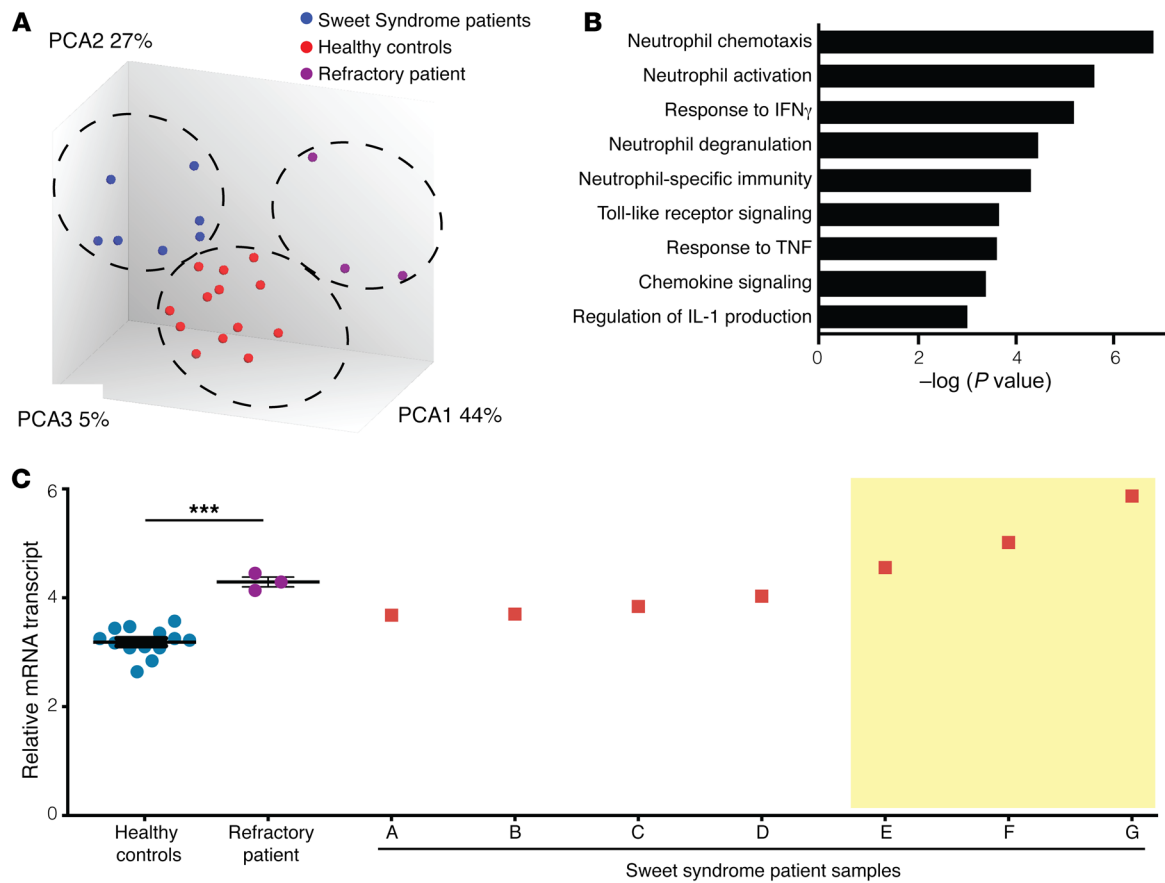 A
PCA2 27%
Sweet Syndrome patients
Healthy controls
Refractory patient
PCA3 5%
PCA1 44%
B
Neutrophil chemotaxis
Neutrophil activation
Response to IFNγ
Neutrophil degranulation
Neutrophil-specific immunity
Toll-like receptor signaling
Response to TNF
Chemokine signaling
Regulation of IL-1 production
0 2 4 6
–log (P value)
C
Relative mRNA transcript
6
4
2
0
***
Healthy controls
Refractory patient
A B C D E F G
Sweet syndrome patient samples